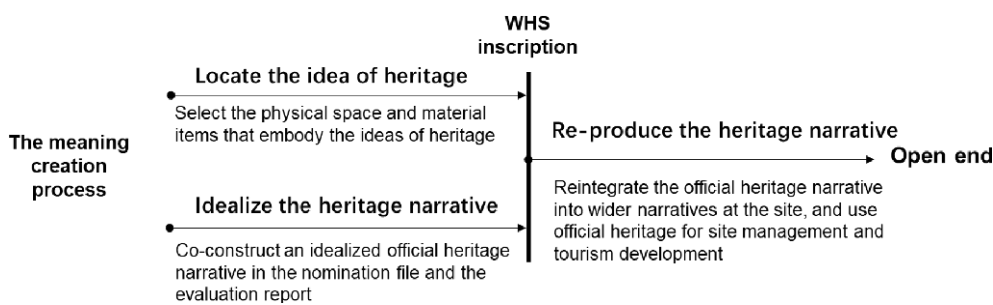 WHS
inscription
Locate the idea of heritage
Select the physical space and material
items that embody the ideas of heritage
The meaning
creation
process
Re-produce the heritage narrative
Open end
Idealize the heritage narrative
Reintegrate the official heritage narrative
into wider narratives at the site, and use
official heritage for site management and
tourism development
Co-construct an idealized official heritage
narrative in the nomination file and the
evaluation report